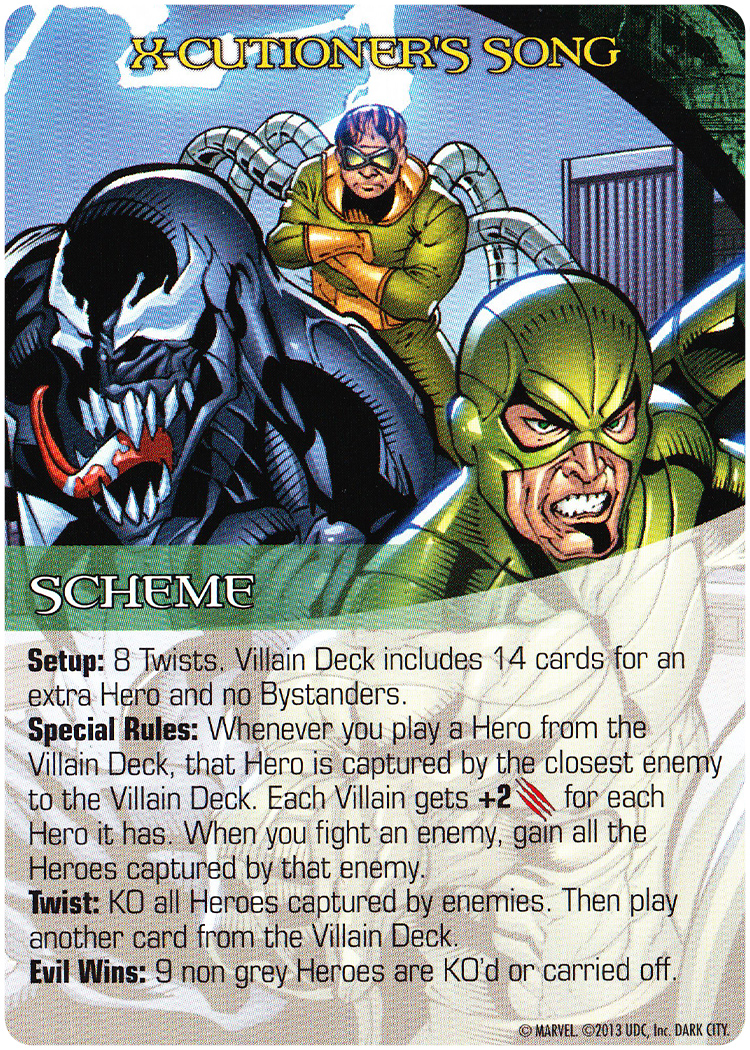 X-CUTIONER'S SONG
SCHEME
Setup: 8 Twists. Villain Deck includes 14 cards for an
extra Hero and no Bystanders.
Special Rules: Whenever you play a Hero from the
Villain Deck, that Hero is captured by the closest enemy
to the Villain Deck. Each Villain gets +2 for each
Hero it has. When you fight an enemy, gain all the
Heroes captured by that enemy.
Twist: KO all Heroes captured by enemies. Then play
another card from the Villain Deck.
Evil Wins: 9 non grey Heroes are KO'd or carried off.
© MARVEL. ©2013 UDC, Inc. DARK CITY.